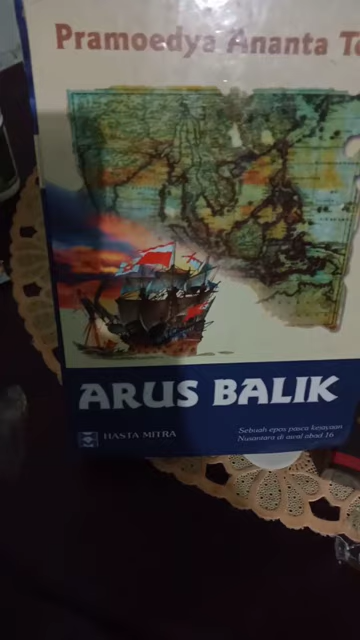 Pramoedya Ananta T
ARUS BALIK
HASTA MITRA
Sebuah epos pasca kejayaan
Nusantara di awal abad 16